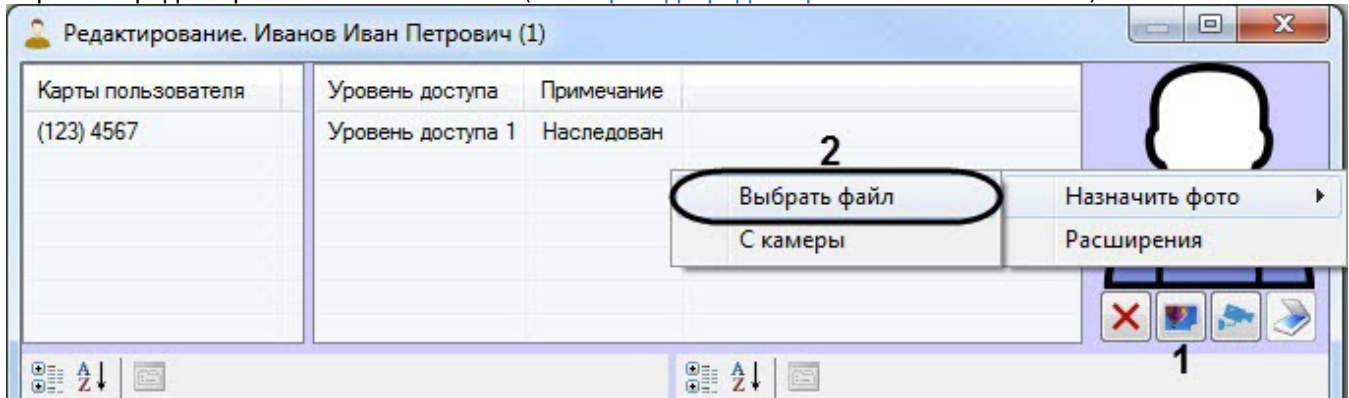 Редактирование. Иванов Иван Петрович (1)
Карты пользователя
Уровень доступа
Примечание
(123) 4567
Уровень доступа 1
Наследован
2
Выбрать файл
Назначить фото
С камеры
Расширения
1
A
Z
A
Z